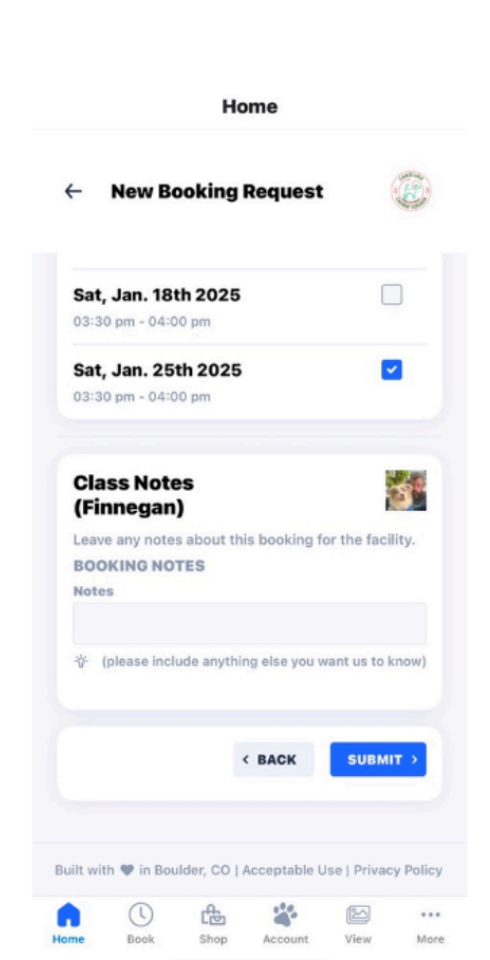 Home
New Booking Request
Sat, Jan. 18th 2025
03:30 pm - 04:00 pm
Sat, Jan. 25th 2025
03:30 pm - 04:00 pm
Class Notes
(Finnegan)
Leave any notes about this booking for the facility.
BOOKING NOTES
Notes
(please include anything else you want us to know)
BACK
SUBMIT
Built with ♥ in Boulder, CO | Acceptable Use | Privacy Policy
Home Book Shop Account View More